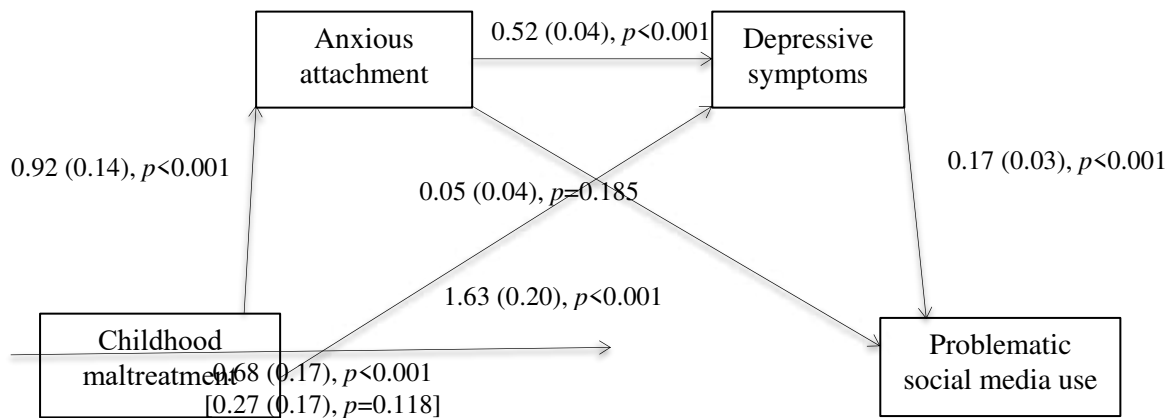 Anxious
attachment
0.52 (0.04), p<0.001
Depressive
symptoms
0.92 (0.14), p<0.001
0.05 (0.04), p=0.185
0.17 (0.03), p<0.001
1.63 (0.20), p<0.001
Childhood
maltreatment
0.68 (0.17), p<0.001
[0.27 (0.17), p=0.118]
Problematic
social media use